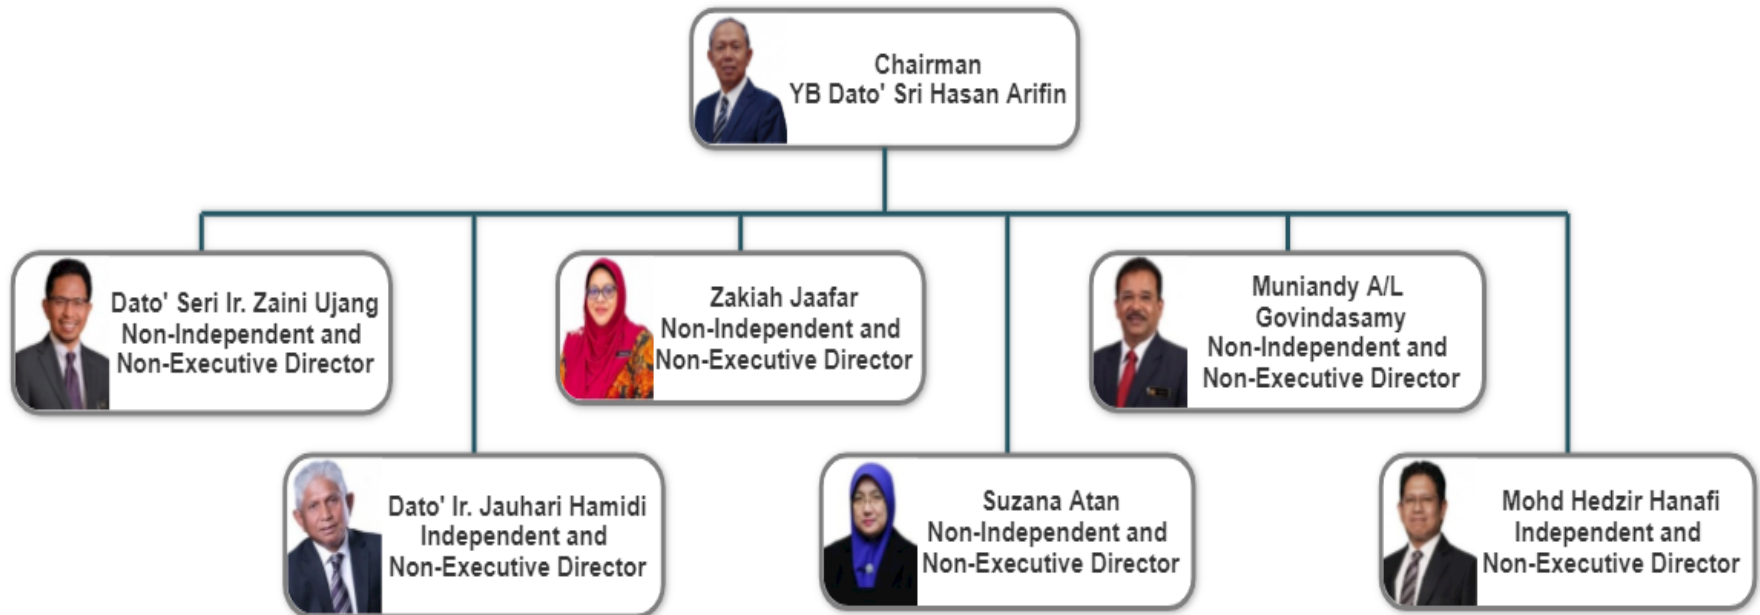 Chairman
YB Dato' Sri Hasan Arifin
Dato' Seri Ir. Zaini Ujang
Non-Independent and
Non-Executive Director
Zakiah Jaafar
Non-Independent and
Non-Executive Director
Muniandy A/L
Govindasamy
Non-Independent and
Non-Executive Director
Dato' Ir. Jauhari Hamidi
Independent and
Non-Executive Director
Suzana Atan
Non-Independent and
Non-Executive Director
Mohd Hedzir Hanafi
Independent and
Non-Executive Director